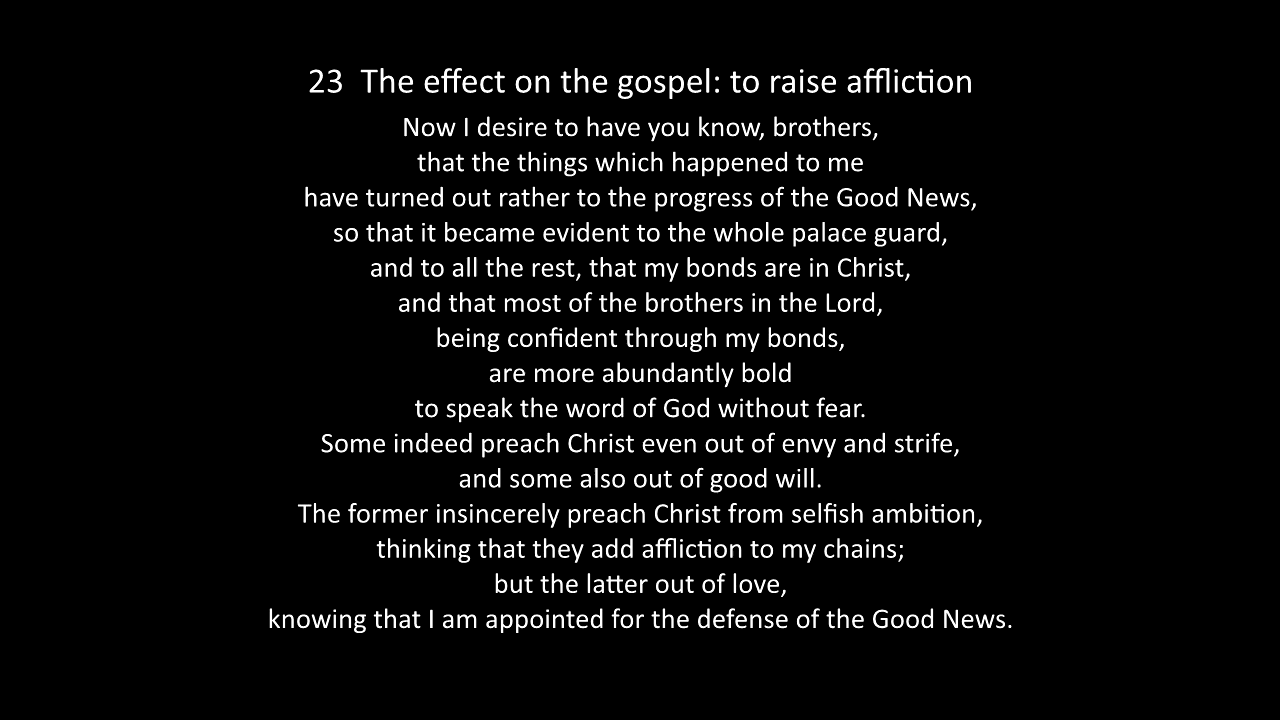 23  The effect on the gospel: to raise affliction
Now I desire to have you know, brothers,
that the things which happened to me
have turned out rather to the progress of the Good News,
so that it became evident to the whole palace guard,
and to all the rest, that my bonds are in Christ,
and that most of the brothers in the Lord,
being confident through my bonds,
are more abundantly bold
to speak the word of God without fear.
Some indeed preach Christ even out of envy and strife,
and some also out of good will.
The former insincerely preach Christ from selfish ambition,
thinking that they add affliction to my chains;
but the latter out of love,
knowing that I am appointed for the defense of the Good News.